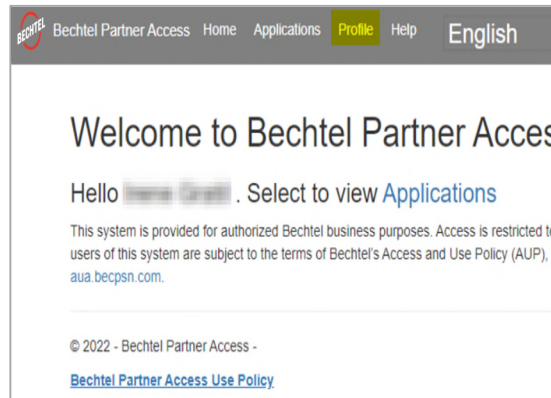 BECHTEL Bechtel Partner Access Home Applications Profile Help English
Welcome to Bechtel Partner Acces
Hello . Select to view Applications
This system is provided for authorized Bechtel business purposes. Access is restricted to
users of this system are subject to the terms of Bechtel's Access and Use Policy (AUP),
aua.becpsn.com.
© 2022 - Bechtel Partner Access -
Bechtel Partner Access Use Policy